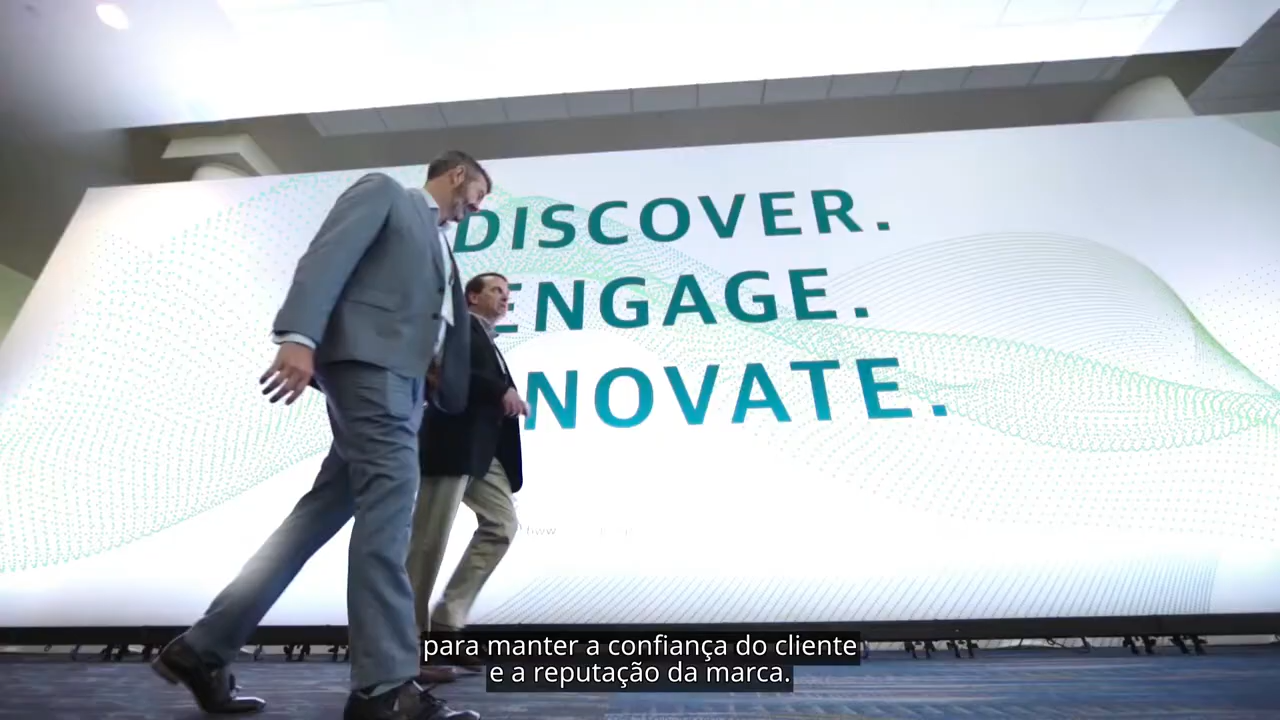 DISCOVER.
ENGAGE.
NOVATE.
para manter a confiança do cliente
e a reputação da marca.